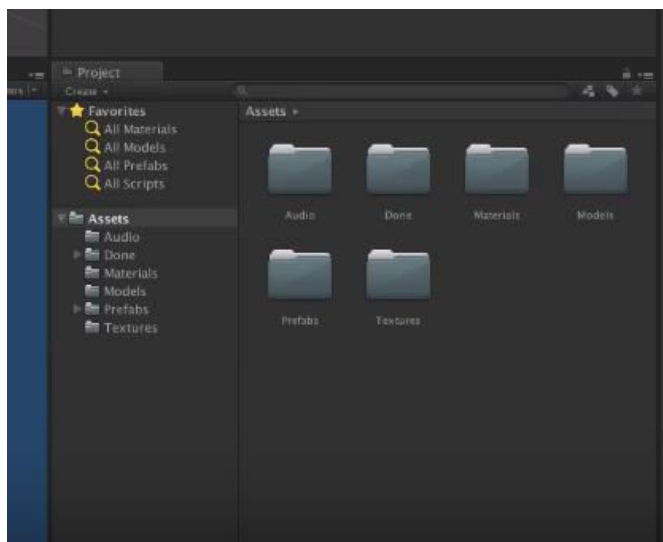 Project
Create
Favorites
All Materials
All Models
All Prefabs
All Scripts
Assets
Audio
Done
Materials
Models
Prefabs
Textures
Assets
Audio
Done
Materials
Models
Prefabs
Textures